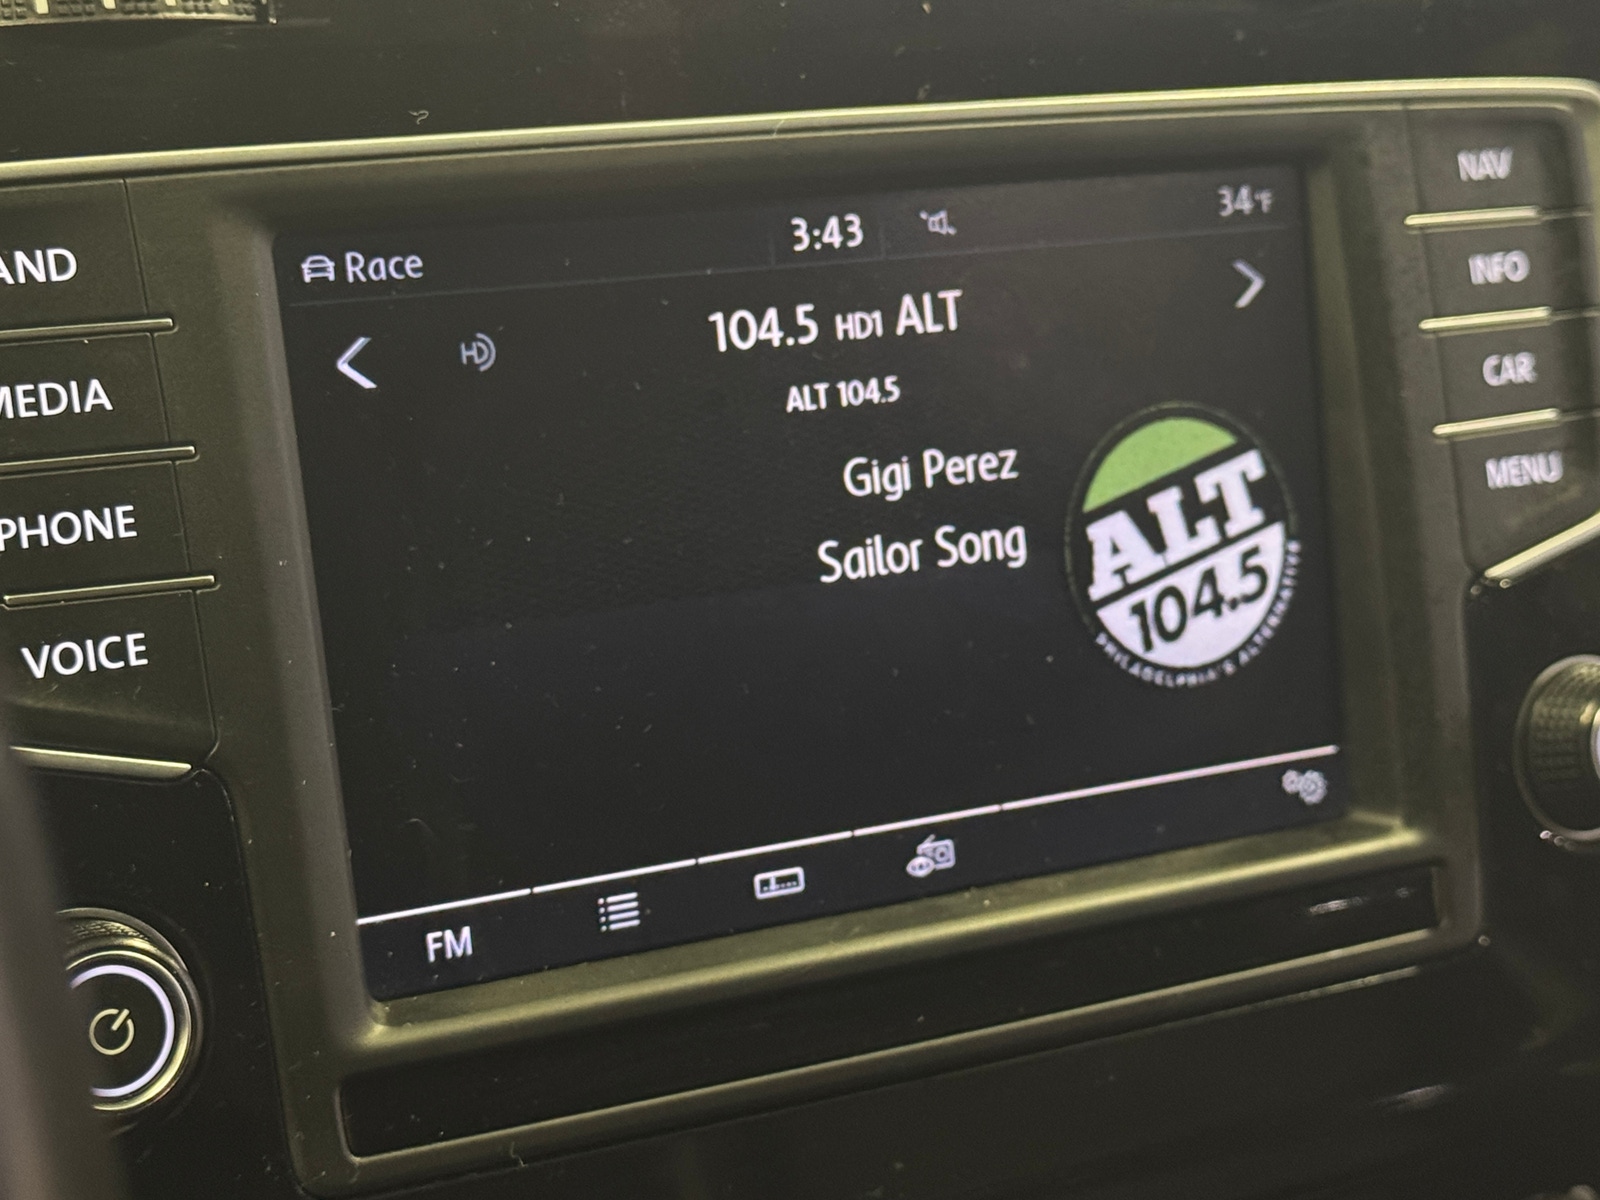 Race
3:43
34°F
HD
104.5 HD1 ALT
ALT 104.5
Gigi Perez
Sailor Song
ALT
104.5
PHILADELPHIA'S ALTERNATIVE
FM
AND
MEDIA
PHONE
VOICE
NAV
INFO
CAR
MENU